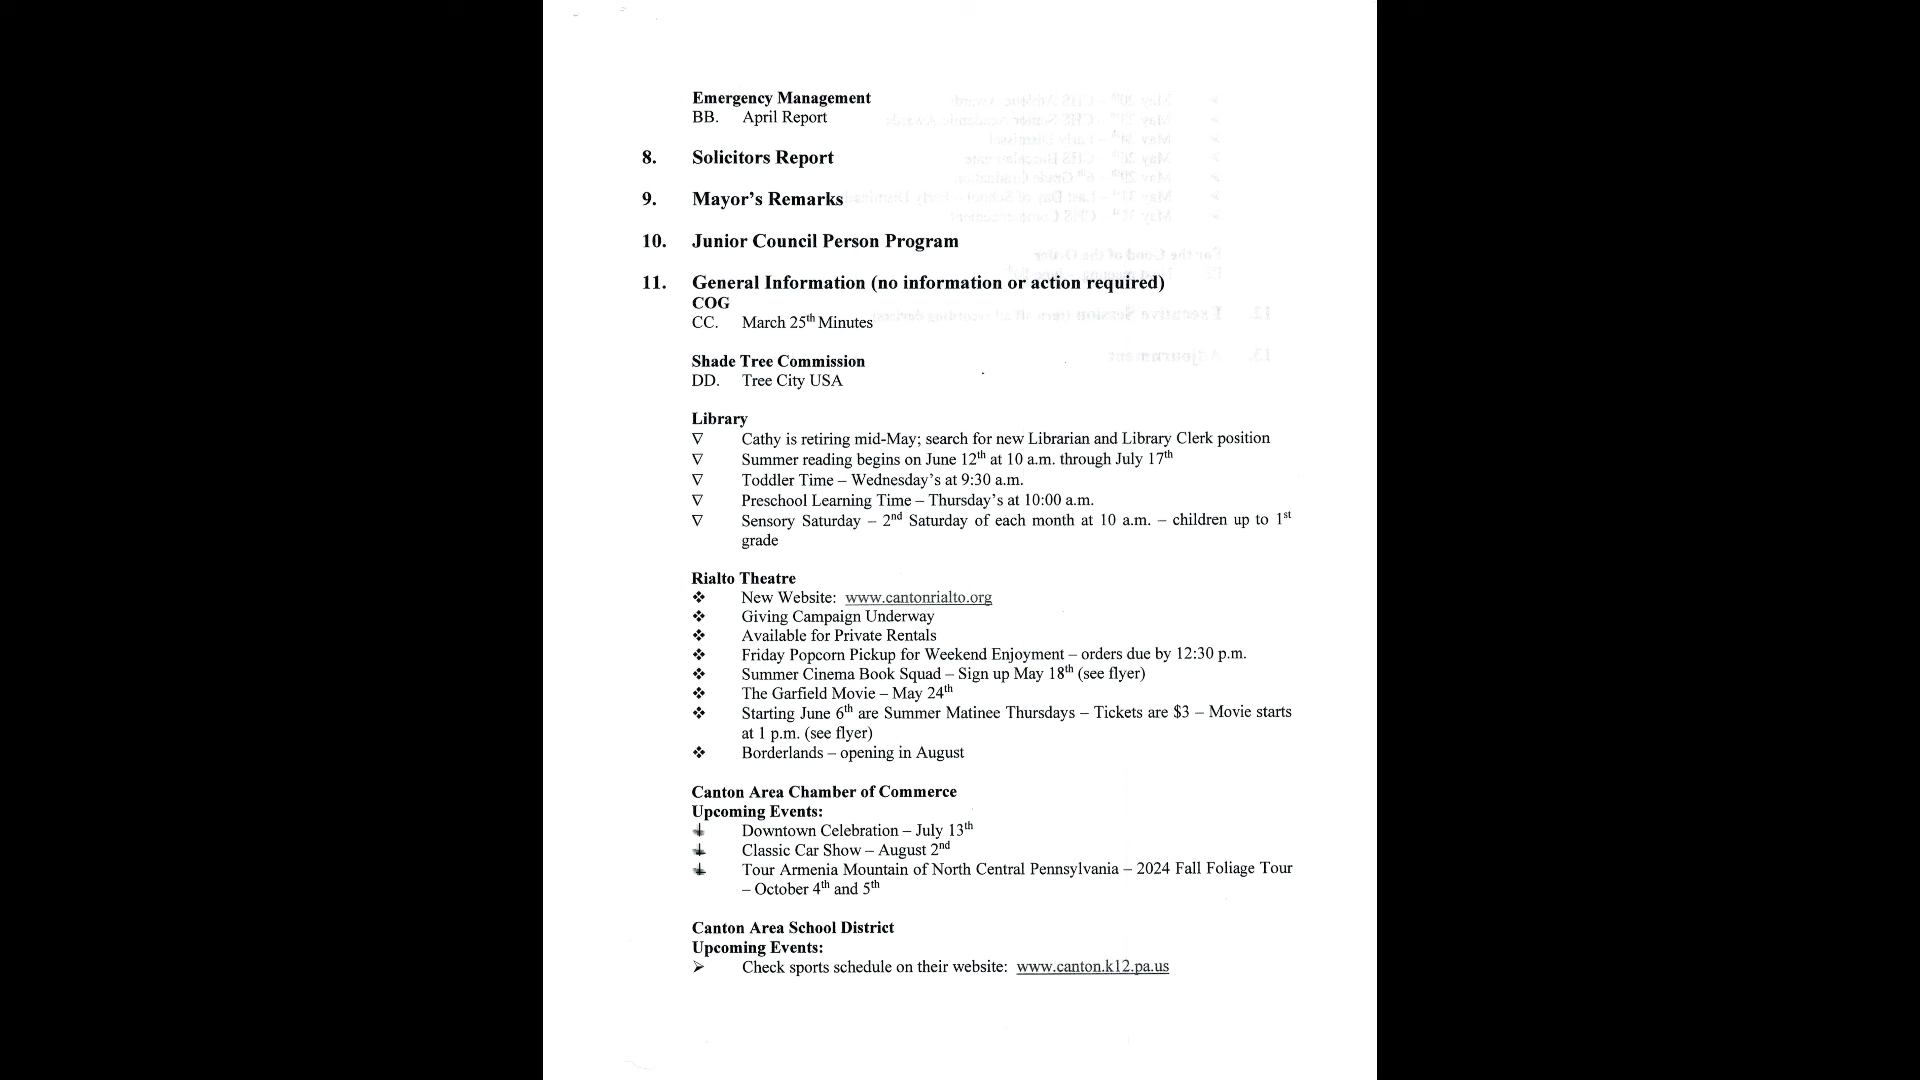 Emergency Management
BB. April Report
8. Solicitors Report
9. Mayor's Remarks
10. Junior Council Person Program
11. General Information (no information or action required)
COG
CC. March 25th Minutes
Shade Tree Commission
DD. Tree City USA
Library
∇ Cathy is retiring mid-May; search for new Librarian and Library Clerk position
∇ Summer reading begins on June 12th at 10 a.m. through July 17th
∇ Toddler Time – Wednesday's at 9:30 a.m.
∇ Preschool Learning Time – Thursday's at 10:00 a.m.
∇ Sensory Saturday – 2nd Saturday of each month at 10 a.m. – children up to 1st
grade
Rialto Theatre
❖ New Website: www.cantonrialto.org
❖ Giving Campaign Underway
❖ Available for Private Rentals
❖ Friday Popcorn Pickup for Weekend Enjoyment – orders due by 12:30 p.m.
❖ Summer Cinema Book Squad – Sign up May 18th (see flyer)
❖ The Garfield Movie – May 24th
❖ Starting June 6th are Summer Matinee Thursdays – Tickets are $3 – Movie starts
at 1 p.m. (see flyer)
❖ Borderlands – opening in August
Canton Area Chamber of Commerce
Upcoming Events:
Downtown Celebration – July 13th
Classic Car Show – August 2nd
Tour Armenia Mountain of North Central Pennsylvania – 2024 Fall Foliage Tour
– October 4th and 5th
Canton Area School District
Upcoming Events:
➢ Check sports schedule on their website: www.canton.k12.pa.us